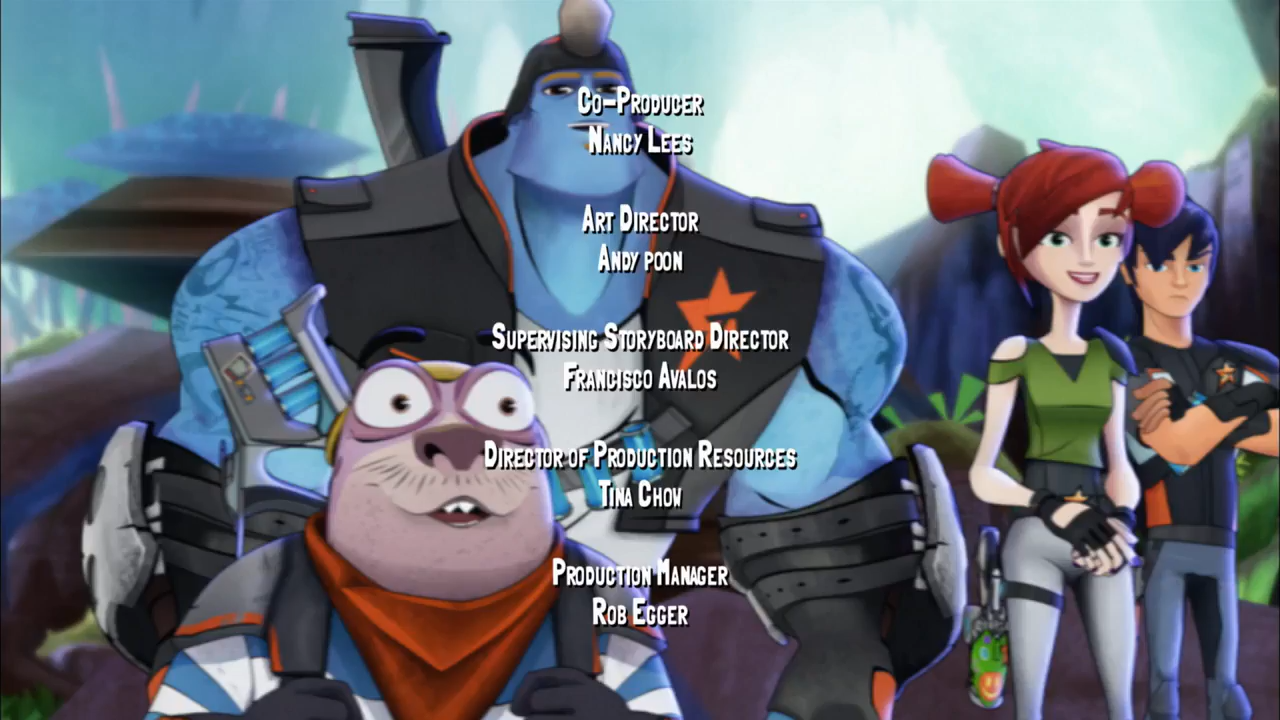 Co-Producer
Nancy Lees
Art Director
Andy poon
Supervising Storyboard Director
Francisco Avalos
Director of Production Resources
Tina Chow
Production Manager
Rob Egger